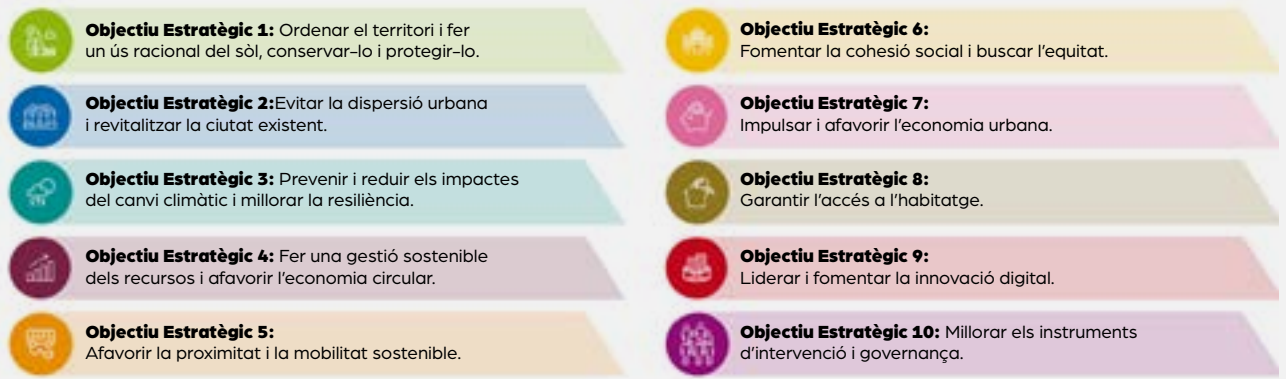 Objectiu Estratègic 1: Ordenar el territori i fer
un ús racional del sòl, conservar-lo i protegir-lo.
Objectiu Estratègic 2:Evitar la dispersió urbana
i revitalitzar la ciutat existent.
Objectiu Estratègic 3: Prevenir i reduir els impactes
del canvi climàtic i millorar la resiliència.
Objectiu Estratègic 4: Fer una gestió sostenible
dels recursos i afavorir l'economia circular.
Objectiu Estratègic 5:
Afavorir la proximitat i la mobilitat sostenible.
Objectiu Estratègic 6:
Fomentar la cohesió social i buscar l'equitat.
Objectiu Estratègic 7:
Impulsar i afavorir l'economia urbana.
Objectiu Estratègic 8:
Garantir l'accés a l'habitatge.
Objectiu Estratègic 9:
Liderar i fomentar la innovació digital.
Objectiu Estratègic 10: Millorar els instruments
d'intervenció i governança.